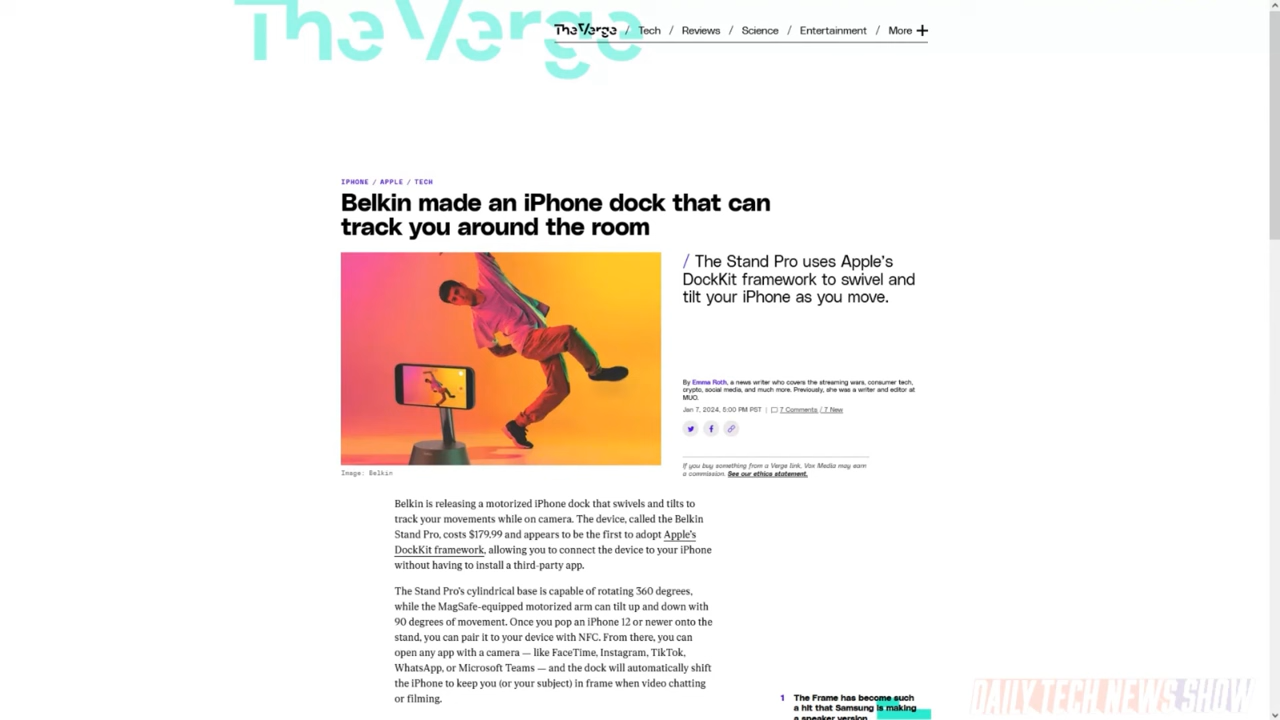 The Verge
The Verge / Tech / Reviews / Science / Entertainment / More +
IPHONE / APPLE / TECH
Belkin made an iPhone dock that can
track you around the room
/ The Stand Pro uses Apple's
DockKit framework to swivel and
tilt your iPhone as you move.
By Emma Roth, a news writer who covers the streaming wars, consumer tech,
crypto, social media, and much more. Previously, she was a writer and editor at
MUO.
Jan 7, 2024, 5:00 PM PST | 7 Comments / 7 New
If you buy something from a Verge link, Vox Media may earn
a commission. See our ethics statement.
Image: Belkin
Belkin is releasing a motorized iPhone dock that swivels and tilts to
track your movements while on camera. The device, called the Belkin
Stand Pro, costs $179.99 and appears to be the first to adopt Apple's
DockKit framework, allowing you to connect the device to your iPhone
without having to install a third-party app.
The Stand Pro's cylindrical base is capable of rotating 360 degrees,
while the MagSafe-equipped motorized arm can tilt up and down with
90 degrees of movement. Once you pop an iPhone 12 or newer onto the
stand, you can pair it to your device with NFC. From there, you can
open any app with a camera — like FaceTime, Instagram, TikTok,
WhatsApp, or Microsoft Teams — and the dock will automatically shift
the iPhone to keep you (or your subject) in frame when video chatting
or filming.
1 The Frame has become such
a hit that Samsung is making
a speaker version
DAILY TECH NEWS SHOW